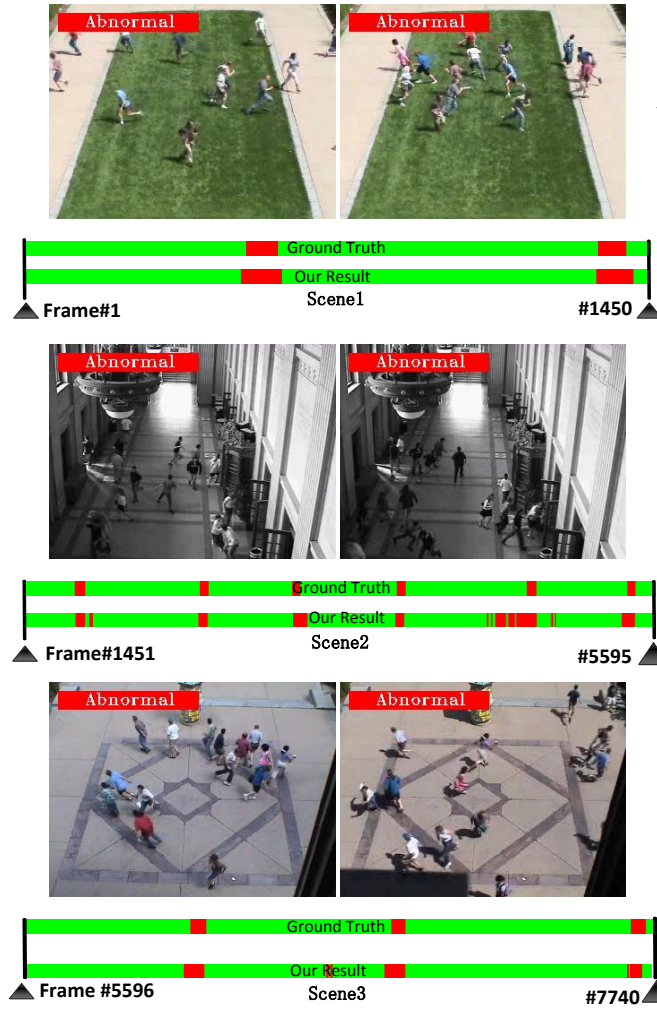 Abnormal
Abnormal
Ground Truth
Our Result
Scene1
Frame#1
#1450
Abnormal
Abnormal
Ground Truth
Our Result
Scene2
Frame#1451
#5595
Abnormal
Abnormal
Ground Truth
Our Result
Scene3
Frame #5596
#7740